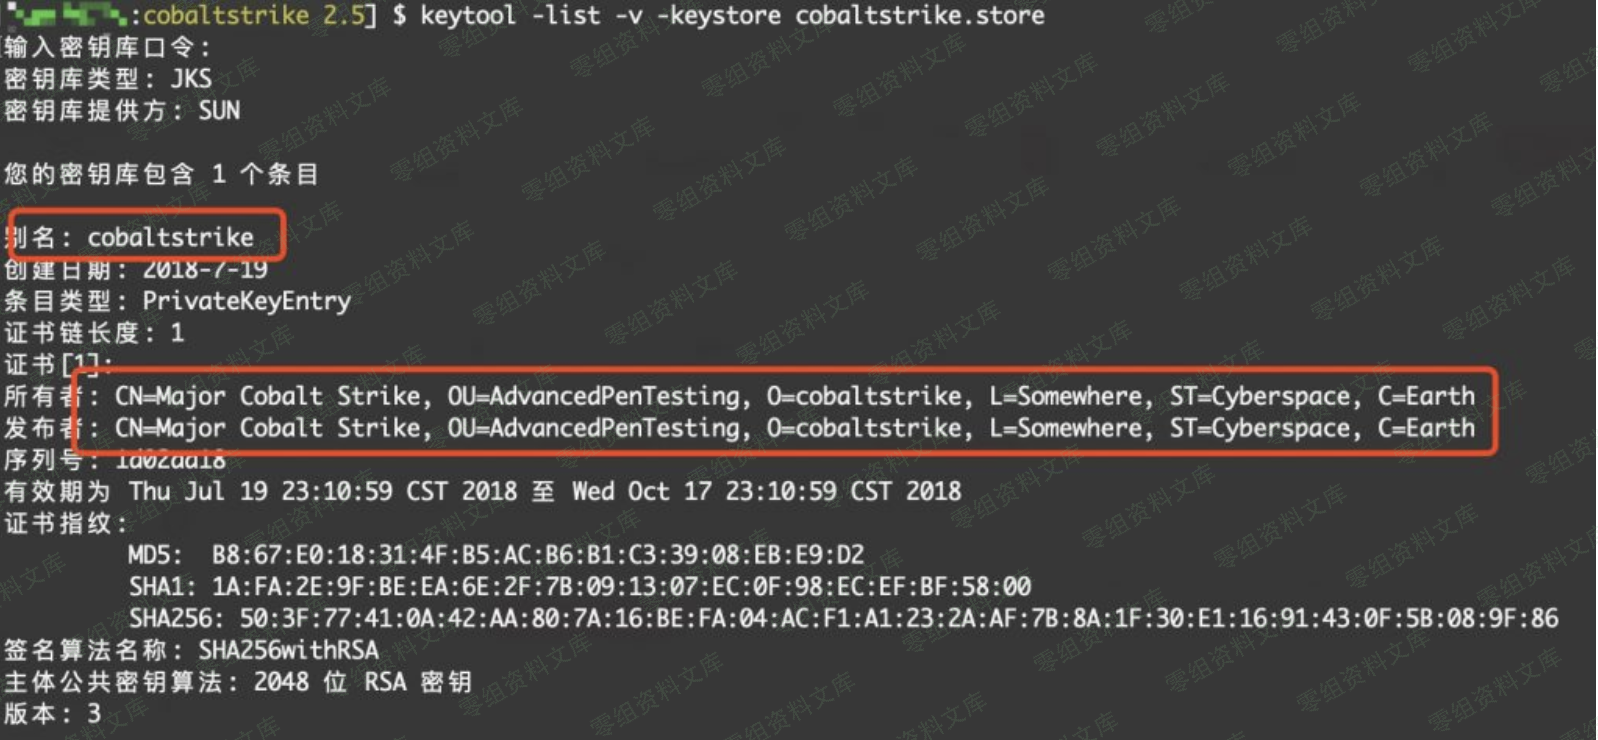 :cobaltstrike 2.5] $ keytool -list -v -keystore cobaltstrike.store
输入密钥库口令:
密钥库类型: JKS
密钥库提供方: SUN
您的密钥库包含 1 个条目
别名: cobaltstrike
创建日期: 2018-7-19
条目类型: PrivateKeyEntry
证书链长度: 1
证书[1]:
所有者: CN=Major Cobalt Strike, OU=AdvancedPenTesting, O=cobaltstrike, L=Somewhere, ST=Cyberspace, C=Earth
发布者: CN=Major Cobalt Strike, OU=AdvancedPenTesting, O=cobaltstrike, L=Somewhere, ST=Cyberspace, C=Earth
序列号:
有效期为 Thu Jul 19 23:10:59 CST 2018 至 Wed Oct 17 23:10:59 CST 2018
证书指纹:
MD5: B8:67:E0:18:31:4F:B5:AC:B6:B1:C3:39:08:EB:E9:D2
SHA1: 1A:FA:2E:9F:BE:EA:6E:2F:7B:09:13:07:EC:0F:98:EC:EF:BF:58:00
SHA256: 50:3F:77:41:0A:42:AA:80:7A:16:BE:FA:04:AC:F1:A1:23:2A:AF:7B:8A:1F:30:E1:16:91:43:0F:5B:08:9F:86
签名算法名称: SHA256withRSA
主体公共密钥算法: 2048 位 RSA 密钥
版本: 3
零组资料文库